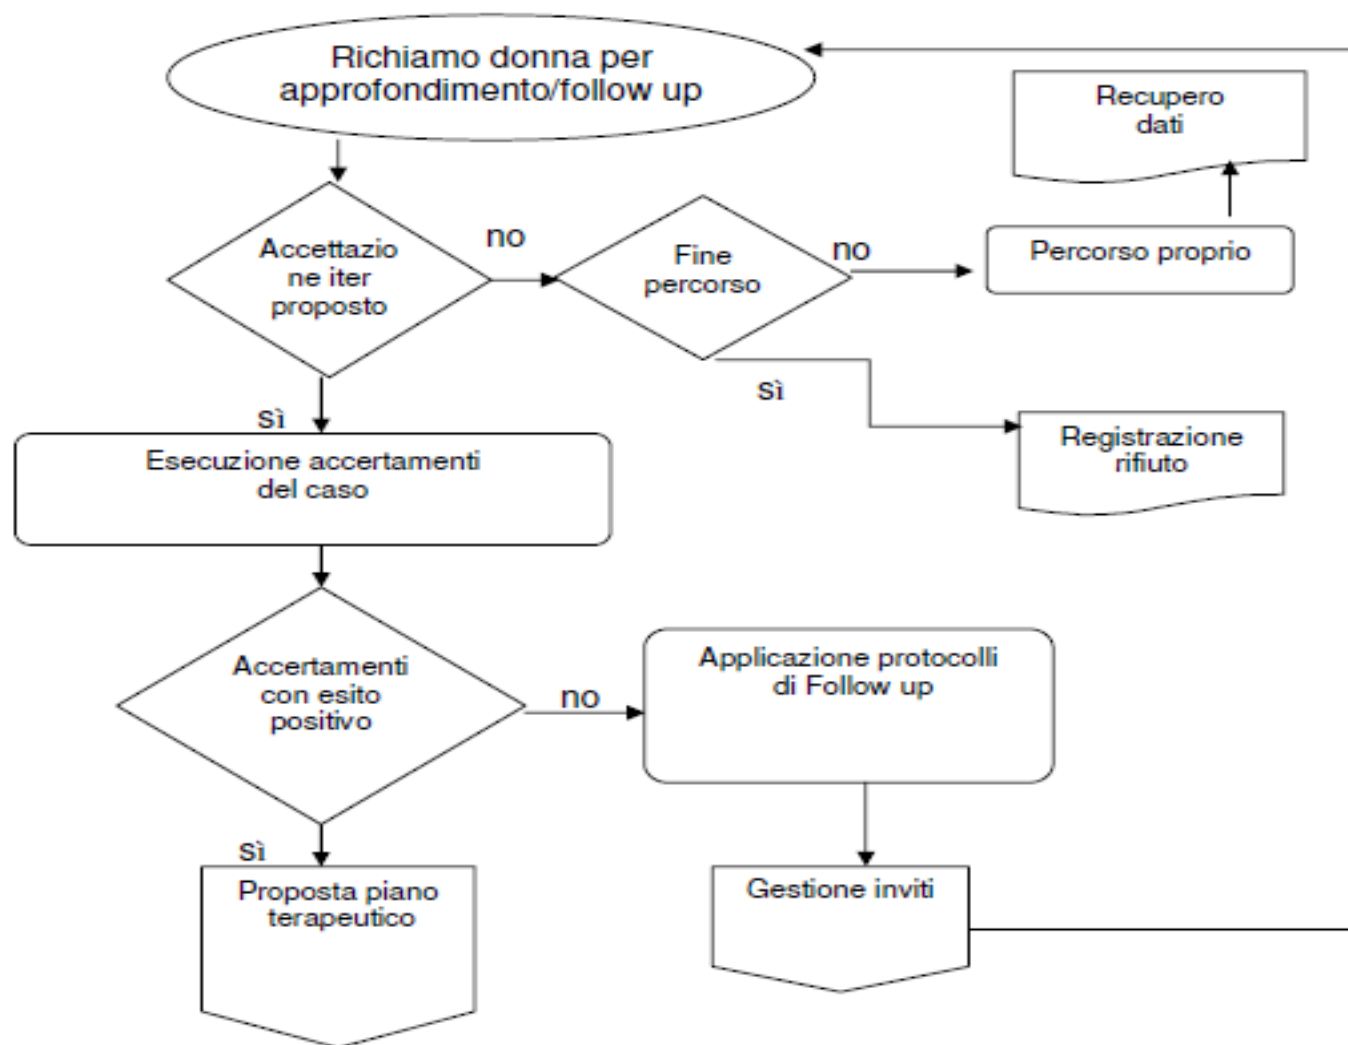 Richiamo donna per
approfondimento/follow up
Recupero
dati
Accettazio
ne iter
proposto
no
Fine
percorso
no
Percorso proprio
sì
sì
Registrazione
rifiuto
Esecuzione accertamenti
del caso
Accertamenti
con esito
positivo
no
Applicazione protocolli
di Follow up
sì
Proposta piano
terapeutico
Gestione inviti